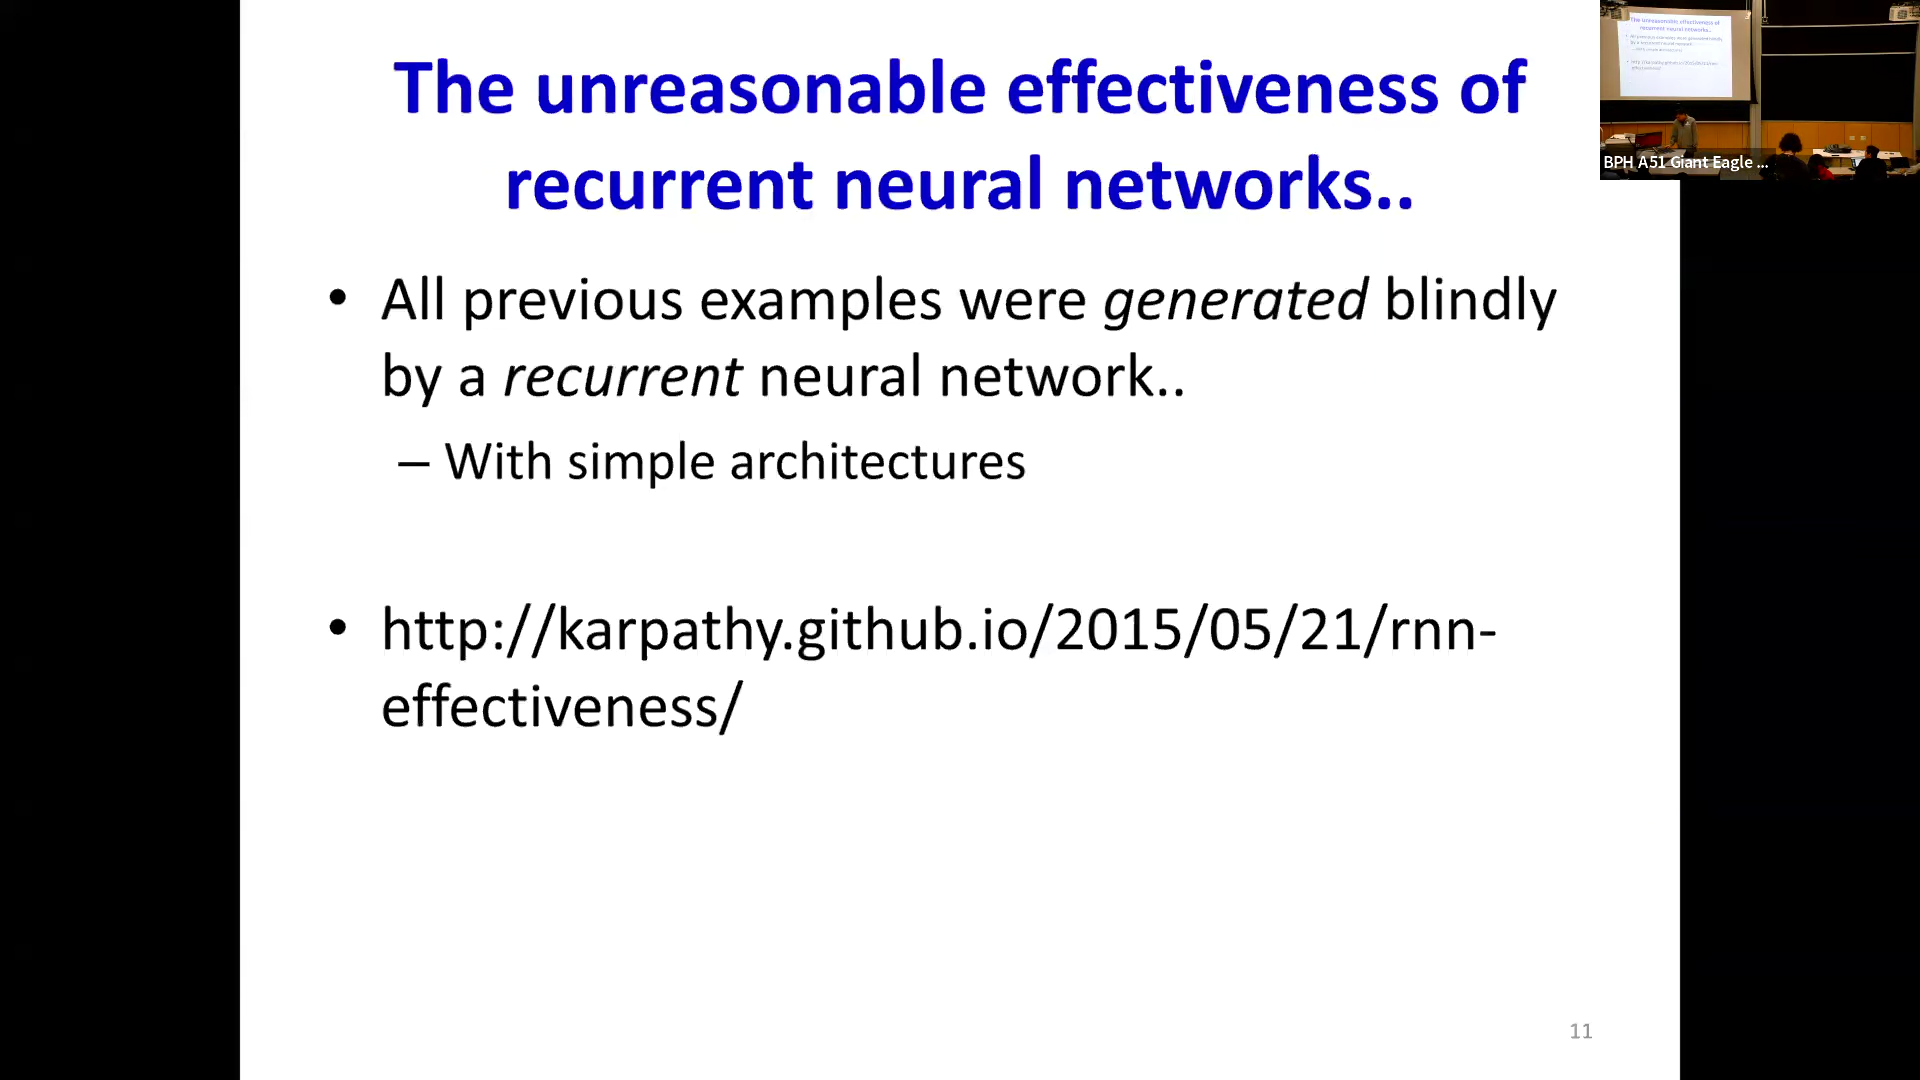 The unreasonable effectiveness of
recurrent neural networks..
• All previous examples were generated blindly
by a recurrent neural network..
– With simple architectures
• http://karpathy.github.io/2015/05/21/rnn-
effectiveness/
11
BPH A51 Giant Eagle ...